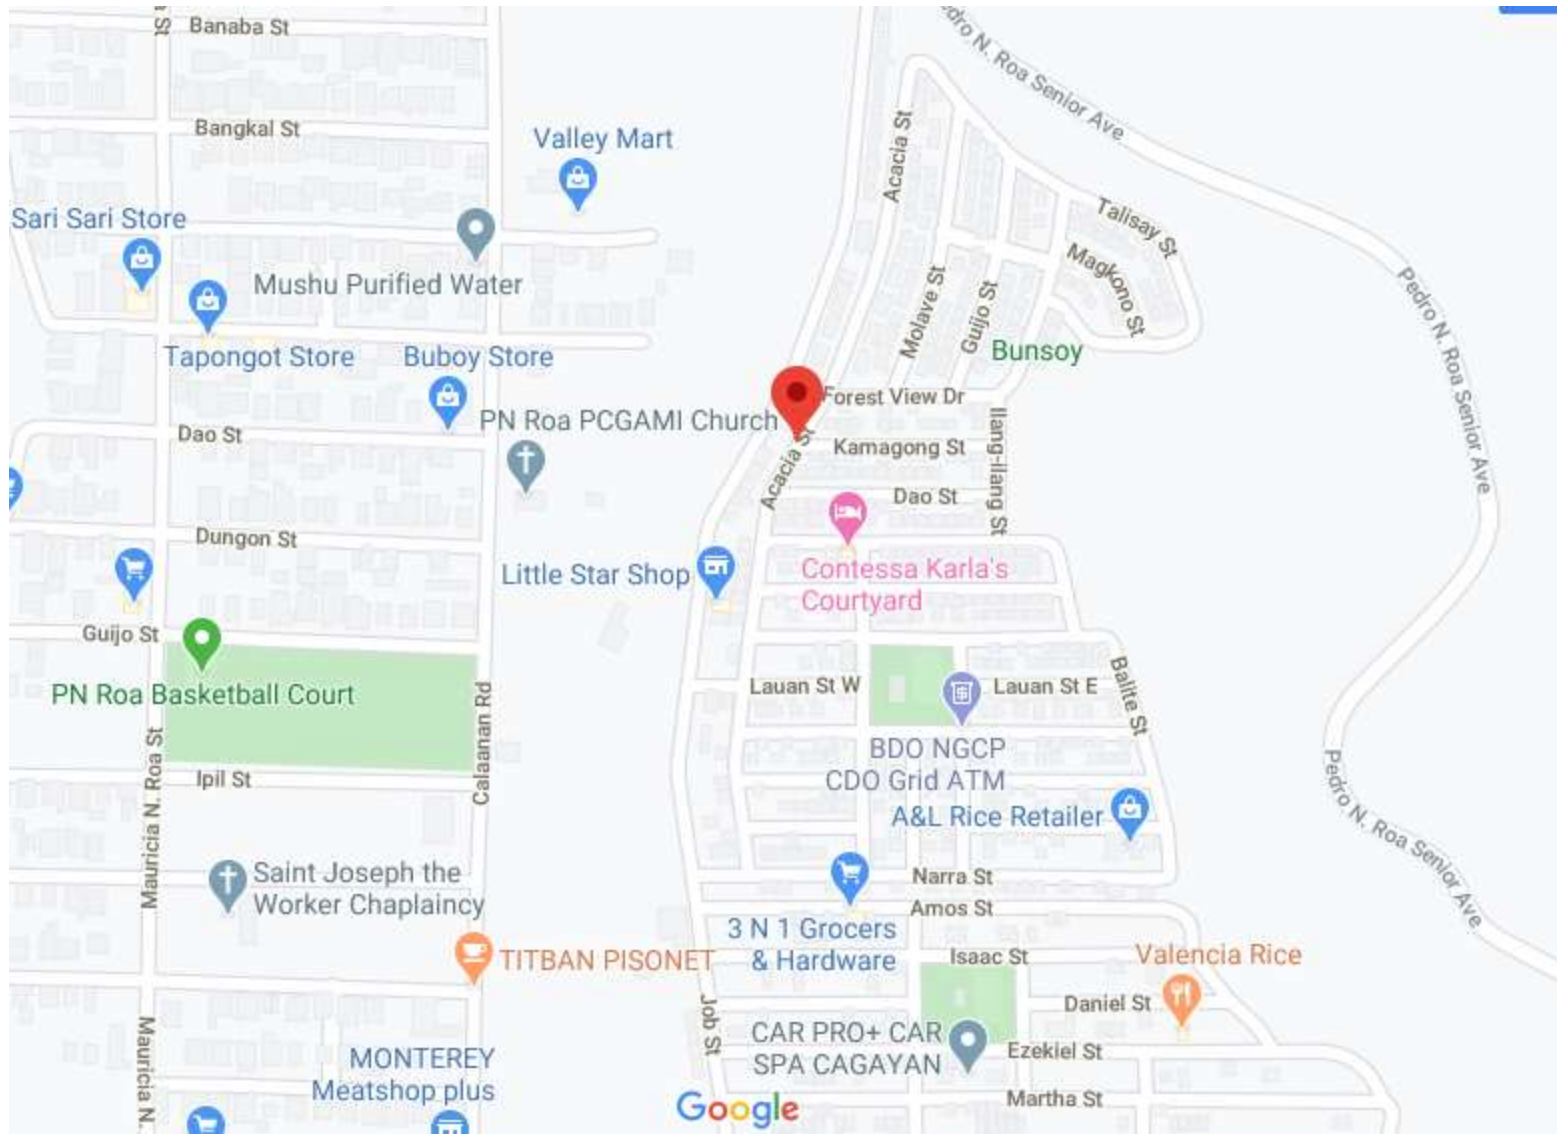 Banaba St
Pedro N. Roa Senior Ave
Bangkal St
Valley Mart
Acacia St
Sari Sari Store
Talisay St
Mushu Purified Water
Magkono St
Pedro N. Roa Senior Ave
Molave St
Guijo St
Tapongot Store
Buboy Store
Bunsoy
Forest View Dr
PN Roa PCGAMI Church
Dao St
Kamagong St
Ilang-ilang St
Acacia St
Dao St
Dungon St
Little Star Shop
Contessa Karla's
Courtyard
Guijo St
PN Roa Basketball Court
Lauan St W
Lauan St E
Balite St
Calaanan Rd
BDO NGCP
CDO Grid ATM
Ipil St
Mauricia N. Roa St
A&L Rice Retailer
Pedro N. Roa Senior Ave
Saint Joseph the
Worker Chaplaincy
Narra St
Amos St
3 N 1 Grocers
& Hardware
TITBAN PISONET
Isaac St
Valencia Rice
Daniel St
Job St
CAR PRO+ CAR
SPA CAGAYAN
Ezekiel St
Mauricia N.
MONTEREY
Meatshop plus
Martha St
Google